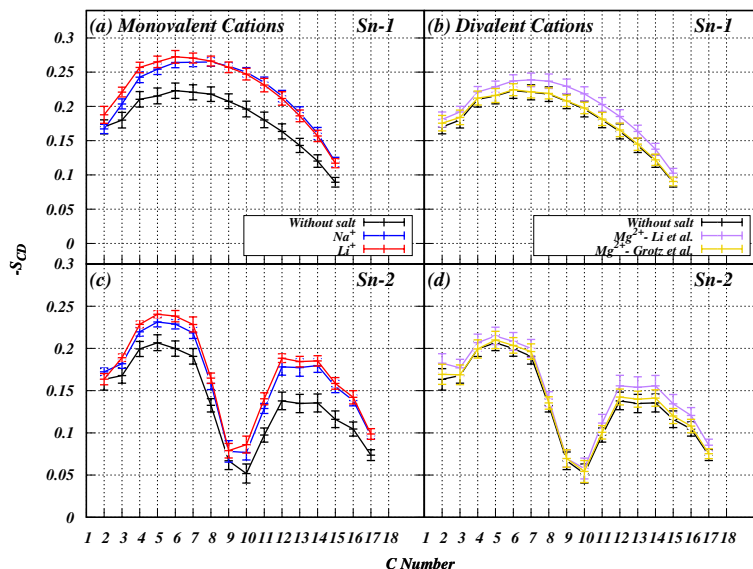 (a) Monovalent Cations Sn-1
(b) Divalent Cations Sn-1
0.3
0.25
0.2
0.15
0.1
0.05
0
Without salt
Na+
Li+
Without salt
Mg2+- Li et al.
Mg2+ - Grotz et al.
-SCD
(c) Sn-2
(d) Sn-2
0.3
0.25
0.2
0.15
0.1
0.05
0
1 2 3 4 5 6 7 8 9 10 11 12 13 14 15 16 17 18
1 2 3 4 5 6 7 8 9 10 11 12 13 14 15 16 17 18
C Number